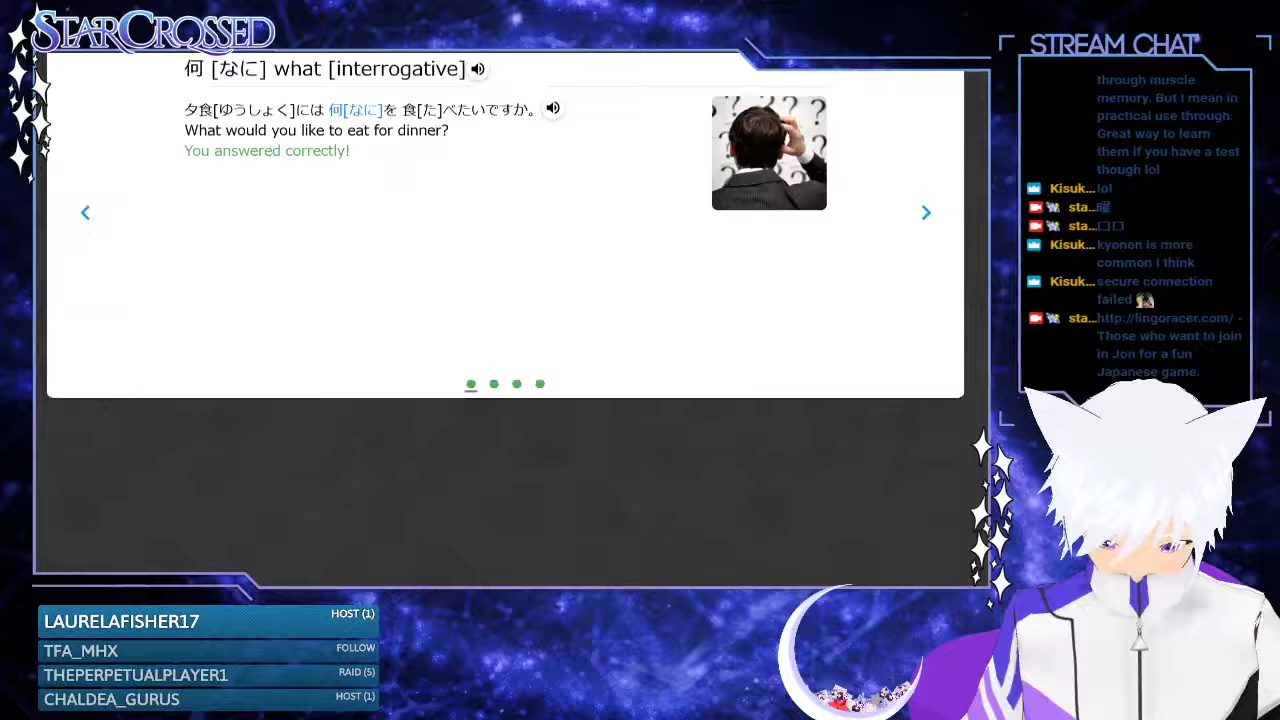 STARCROSSED
何 [なに] what [interrogative]
夕食[ゆうしょく]には 何[なに]を 食[た]べたいですか。
What would you like to eat for dinner?
You answered correctly!
STREAM CHAT
through muscle
memory. But I mean in
practical use through.
Great way to learn
them if you have a test
though lol
Kisuk... lol
sta... 曜
sta... 口口
Kisuk... kyonen is more
common I think
Kisuk... secure connection
failed
sta... http://lingoracer.com/ -
Those who want to join
in Jon for a fun
Japanese game.
LAURELAFISHER17 HOST (1)
TFA_MHX FOLLOW
THEPERPETUALPLAYER1 RAID (5)
CHALDEA_GURUS HOST (1)